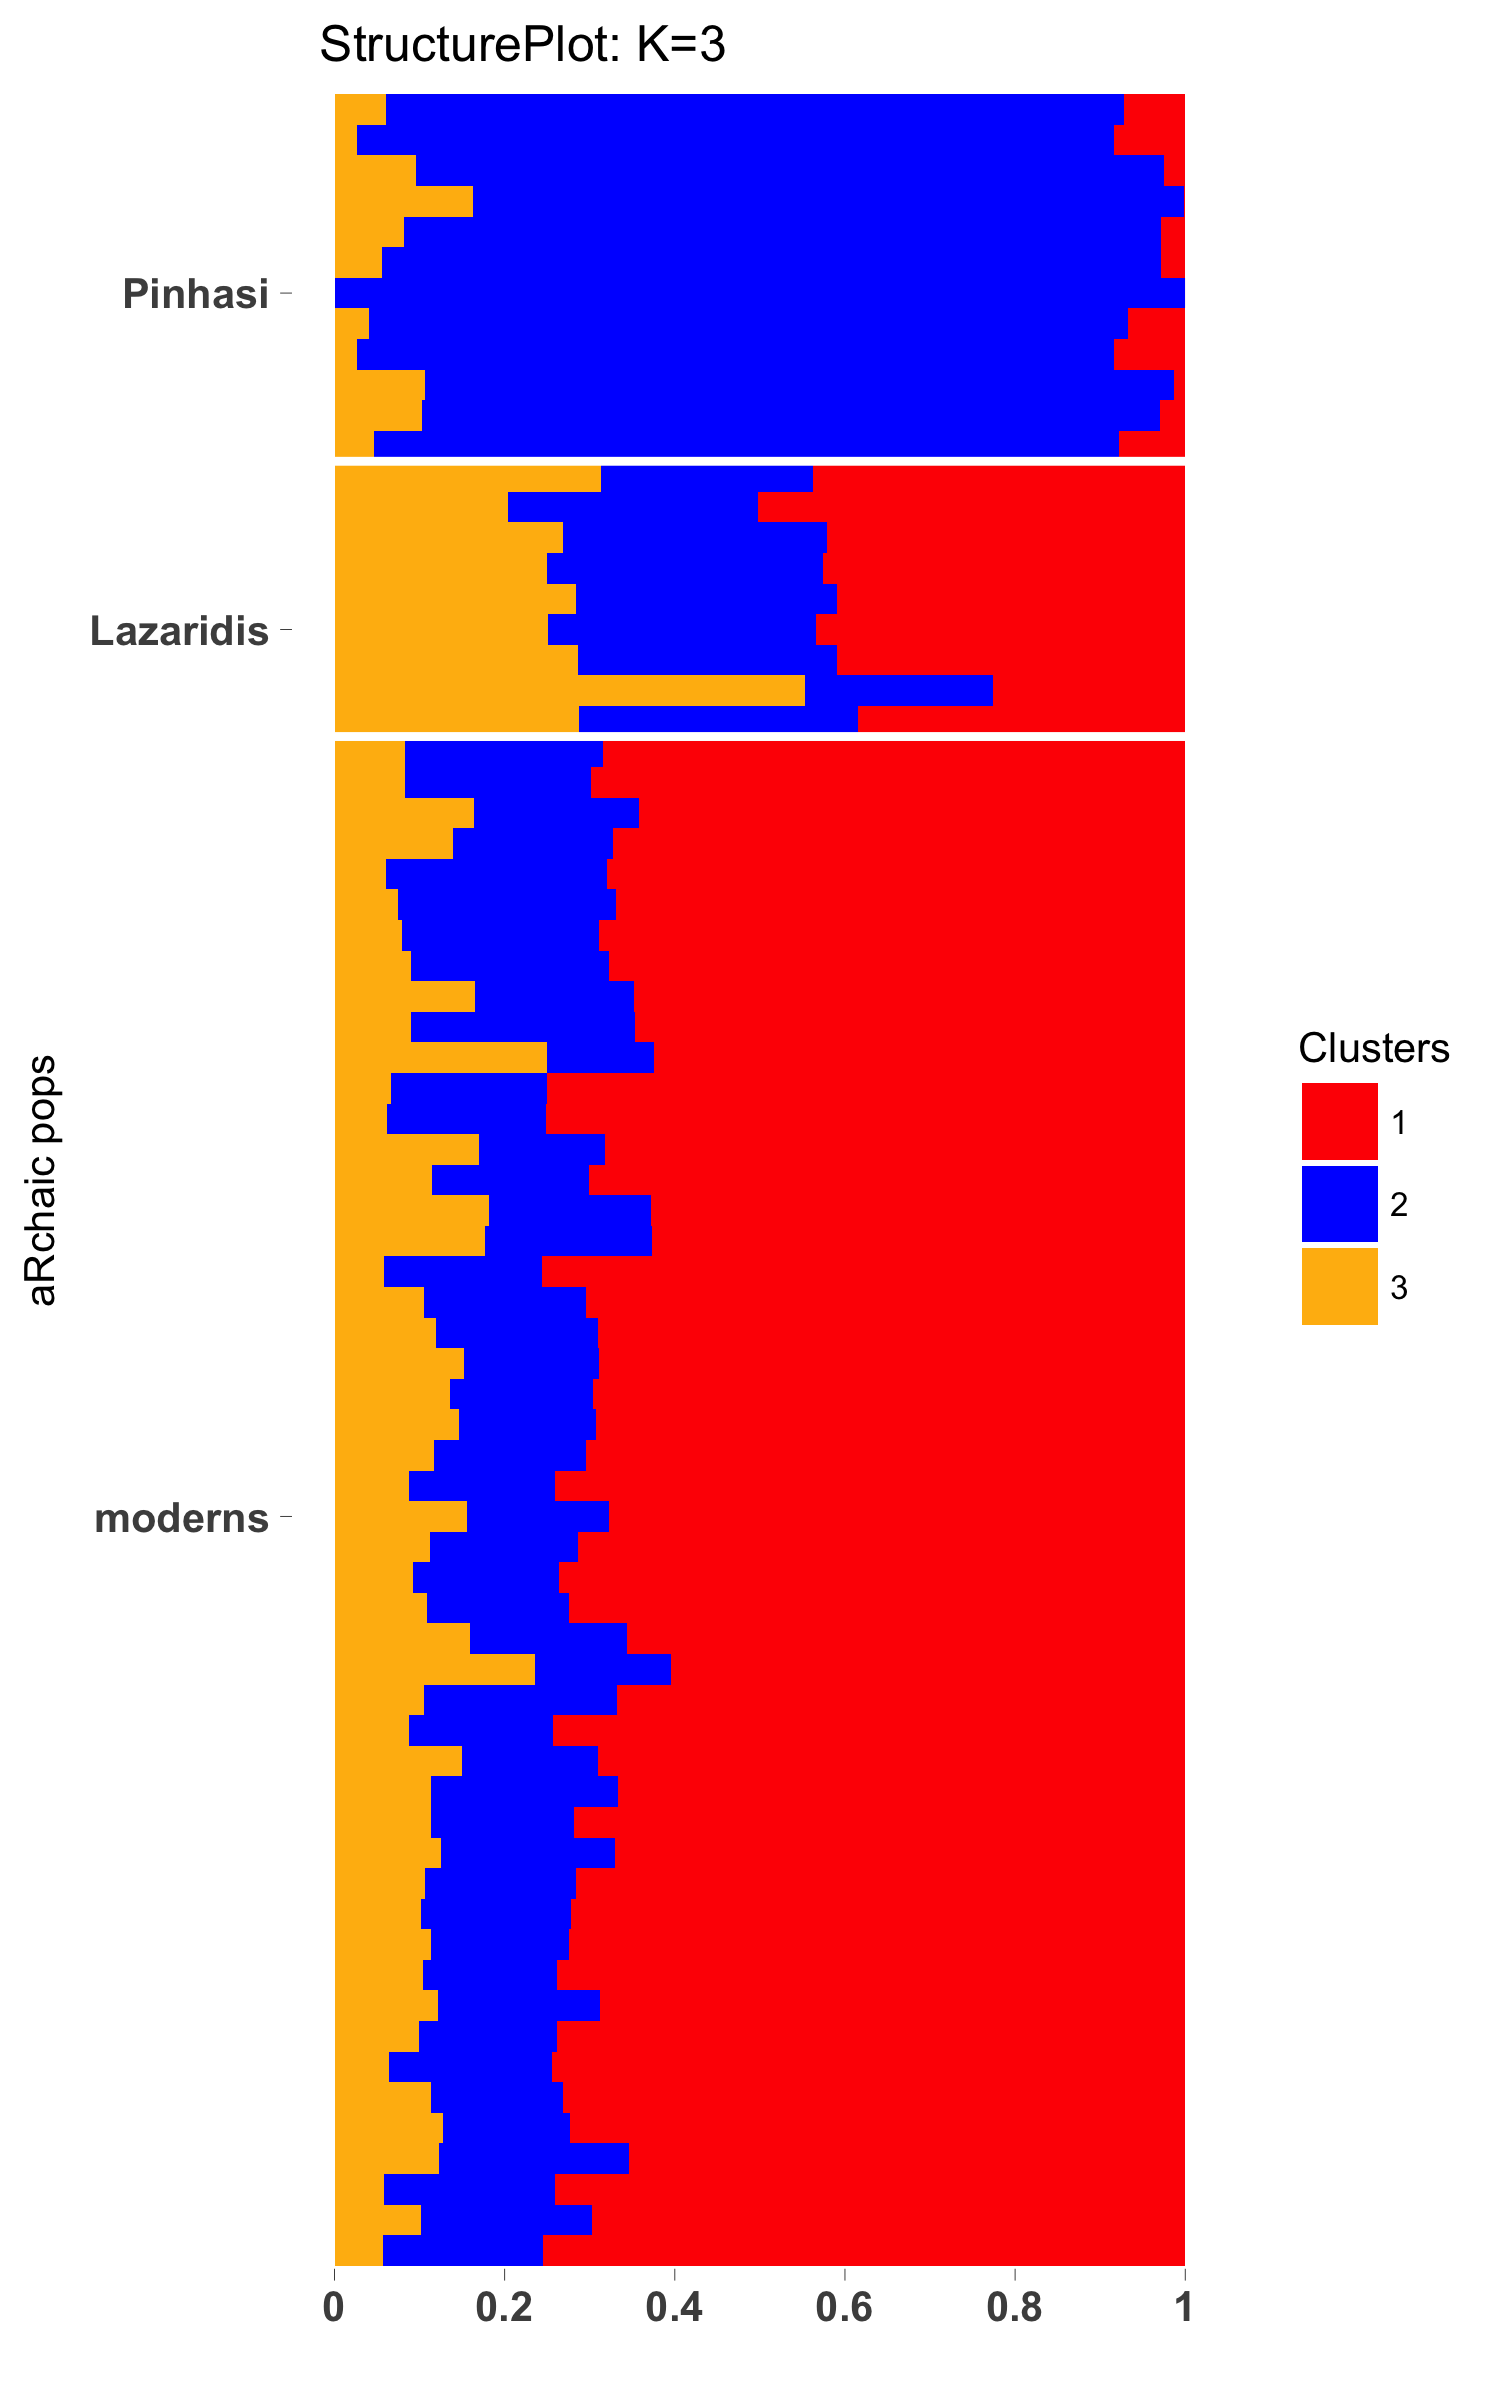 StructurePlot: K=3
Pinhasi
Lazaridis
moderns
aRchaic pops
Clusters
1
2
3
0 0.2 0.4 0.6 0.8 1